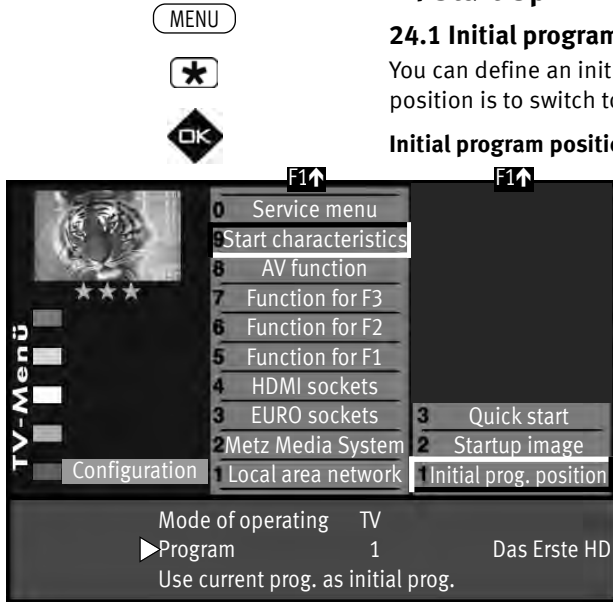 MENU
24.1 Initial program
You can define an init
position is to switch to
OK
Initial program positio
F1↑ F1↑
0 Service menu
9 Start characteristics
8 AV function
7 Function for F3
6 Function for F2
5 Function for F1
4 HDMI sockets
3 EURO sockets 3 Quick start
2 Metz Media System 2 Startup image
Configuration 1 Local area network 1 Initial prog. position
TV-Menü
Mode of operating TV
Program 1 Das Erste HD
Use current prog. as initial prog.